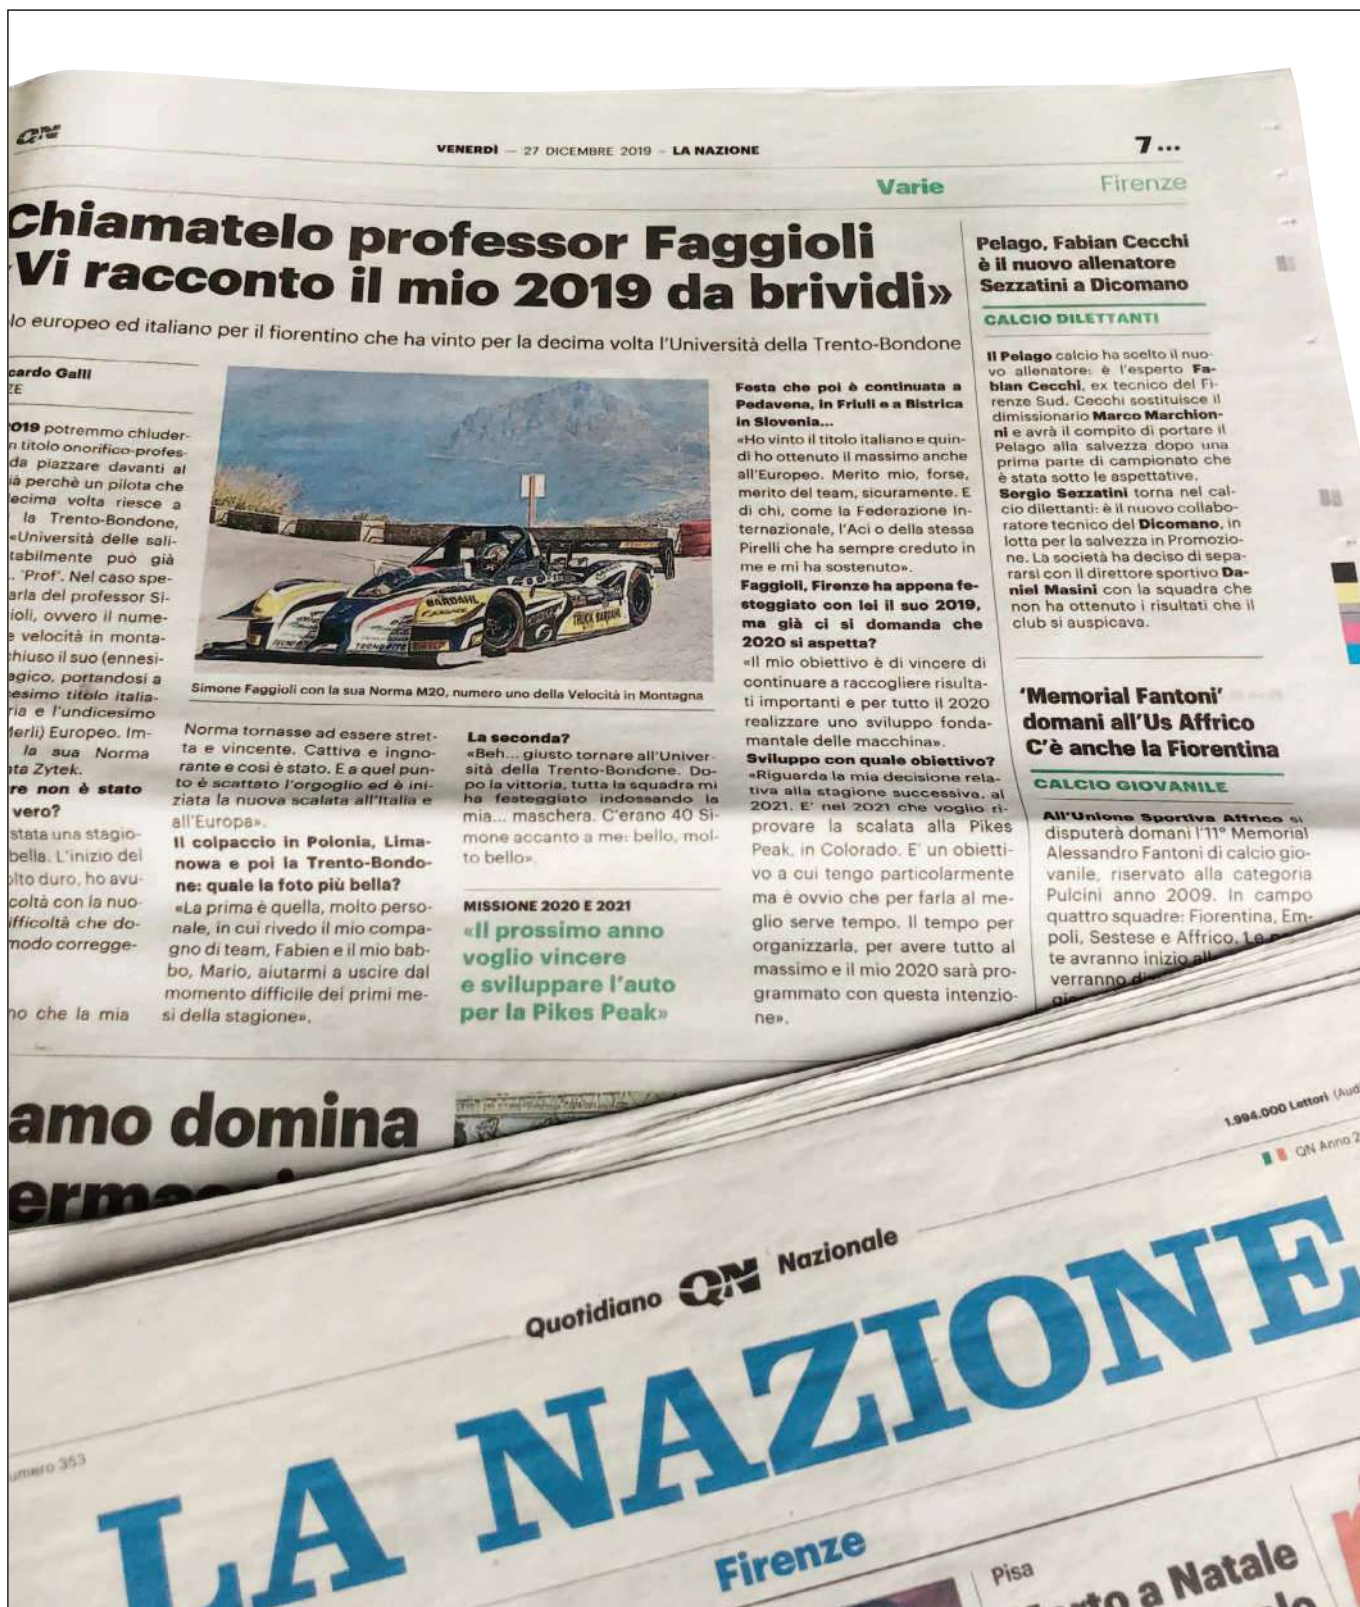 QN
VENERDÌ — 27 DICEMBRE 2019 – LA NAZIONE
7 •••
Varie
Firenze
Chiamatelo professor Faggioli
«Vi racconto il mio 2019 da brividi»
lo europeo ed italiano per il fiorentino che ha vinto per la decima volta l'Università della Trento-Bondone
cardo Galli
ZE
2019 potremmo chiuder-
n titolo onorifico-profes-
da piazzare davanti al
ià perchè un pilota che
decima volta riesce a
la Trento-Bondone,
«Università delle sali-
tabilmente può già
.. 'Prof'. Nel caso spe-
arla del professor Si-
ioli, ovvero il nume-
e velocità in monta-
chiuso il suo (ennesi-
agico, portandosi a
esimo titolo italia-
ria e l'undicesimo
Merli) Europeo. Im-
la sua Norma
ata Zytek.
re non è stato
vero?
stata una stagio-
bella. L'inizio del
olto duro, ho avu-
coltà con la nuo-
ifficoltà che do-
modo corregge-
no che la mia
Simone Faggioli con la sua Norma M20, numero uno della Velocità in Montagna
Norma tornasse ad essere stret-
ta e vincente. Cattiva e ingno-
rante e così è stato. E a quel pun-
to è scattato l'orgoglio ed è ini-
ziata la nuova scalata all'Italia e
all'Europa».
Il colpaccio in Polonia, Lima-
nowa e poi la Trento-Bondo-
ne: quale la foto più bella?
«La prima è quella, molto perso-
nale, in cui rivedo il mio compa-
gno di team, Fabien e il mio bab-
bo, Mario, aiutarmi a uscire dal
momento difficile dei primi me-
si della stagione».
La seconda?
«Beh... giusto tornare all'Univer-
sità della Trento-Bondone. Do-
po la vittoria, tutta la squadra mi
ha festeggiato indossando la
mia... maschera. C'erano 40 Si-
mone accanto a me: bello, mol-
to bello».
MISSIONE 2020 E 2021
«Il prossimo anno
voglio vincere
e sviluppare l'auto
per la Pikes Peak»
Festa che poi è continuata a
Pedavena, in Friuli e a Bistrica
in Slovenia...
«Ho vinto il titolo italiano e quin-
di ho ottenuto il massimo anche
all'Europeo. Merito mio, forse,
merito del team, sicuramente. E
di chi, come la Federazione In-
ternazionale, l'Aci o della stessa
Pirelli che ha sempre creduto in
me e mi ha sostenuto».
Faggioli, Firenze ha appena fe-
steggiato con lei il suo 2019,
ma già ci si domanda che
2020 si aspetta?
«Il mio obiettivo è di vincere di
continuare a raccogliere risulta-
ti importanti e per tutto il 2020
realizzare uno sviluppo fonda-
mantale delle macchina».
Sviluppo con quale obiettivo?
«Riguarda la mia decisione rela-
tiva alla stagione successiva, al
2021. E' nel 2021 che voglio ri-
provare la scalata alla Pikes
Peak, in Colorado. E' un obietti-
vo a cui tengo particolarmente
ma è ovvio che per farla al me-
glio serve tempo. Il tempo per
organizzarla, per avere tutto al
massimo e il mio 2020 sarà pro-
grammato con questa intenzio-
ne».
Pelago, Fabian Cecchi
è il nuovo allenatore
Sezzatini a Dicomano
CALCIO DILETTANTI
Il Pelago calcio ha scelto il nuo-
vo allenatore: è l'esperto Fa-
bian Cecchi, ex tecnico del Fi-
renze Sud. Cecchi sostituisce il
dimissionario Marco Marchion-
ni e avrà il compito di portare il
Pelago alla salvezza dopo una
prima parte di campionato che
è stata sotto le aspettative.
Sergio Sezzatini torna nel cal-
cio dilettanti: è il nuovo collabo-
ratore tecnico del Dicomano, in
lotta per la salvezza in Promozio-
ne. La società ha deciso di sepa-
rarsi con il direttore sportivo Da-
niel Masini con la squadra che
non ha ottenuto i risultati che il
club si auspicava.
'Memorial Fantoni'
domani all'Us Affrico
C'è anche la Fiorentina
CALCIO GIOVANILE
All'Unione Sportiva Affrico si
disputerà domani l'11° Memorial
Alessandro Fantoni di calcio gio-
vanile, riservato alla categoria
Pulcini anno 2009. In campo
quattro squadre: Fiorentina, Em-
poli, Sestese e Affrico. Le
te avranno inizio
verranno
BARDAHL
TRUCK BARDAHL
amo domina
1.994.000 Lettori (Aud
QN Anno 2
Quotidiano QN Nazionale
umero 353
LA NAZIONE
Firenze
Pisa
a Natale